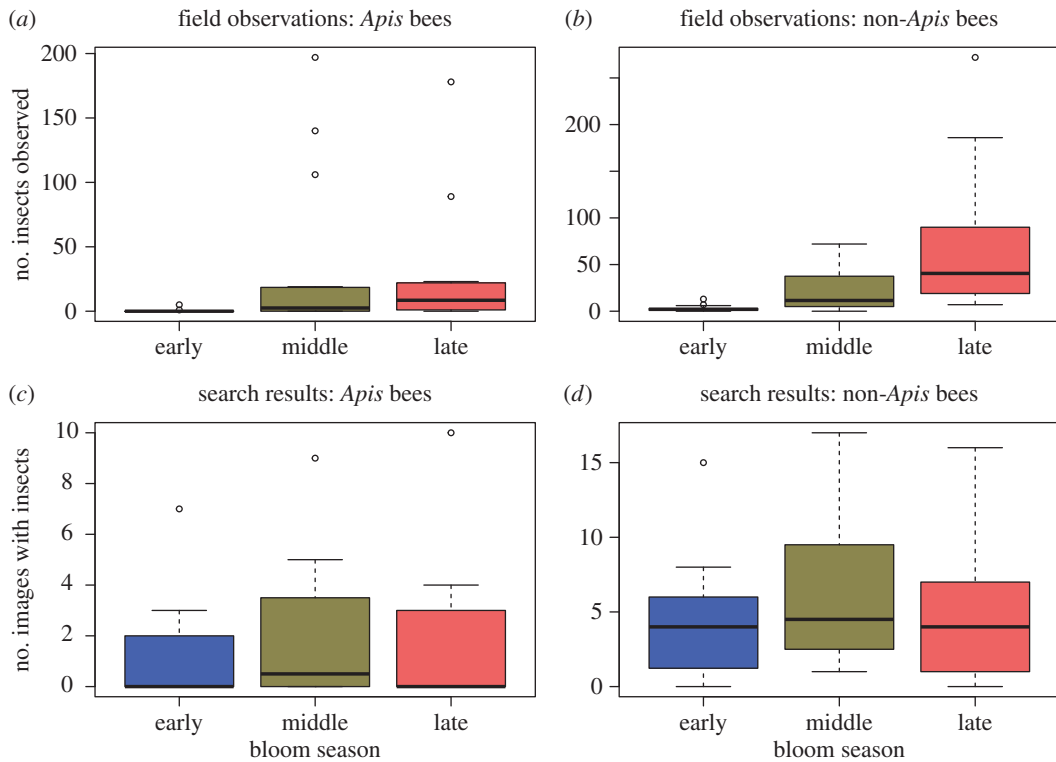 (a) field observations: Apis bees
(b) field observations: non-Apis bees
no. insects observed
200
150
100
50
0
early middle late
200
100
50
0
early middle late
(c) search results: Apis bees
(d) search results: non-Apis bees
no. images with insects
10
8
6
4
2
0
early middle late
bloom season
15
10
5
0
early middle late
bloom season